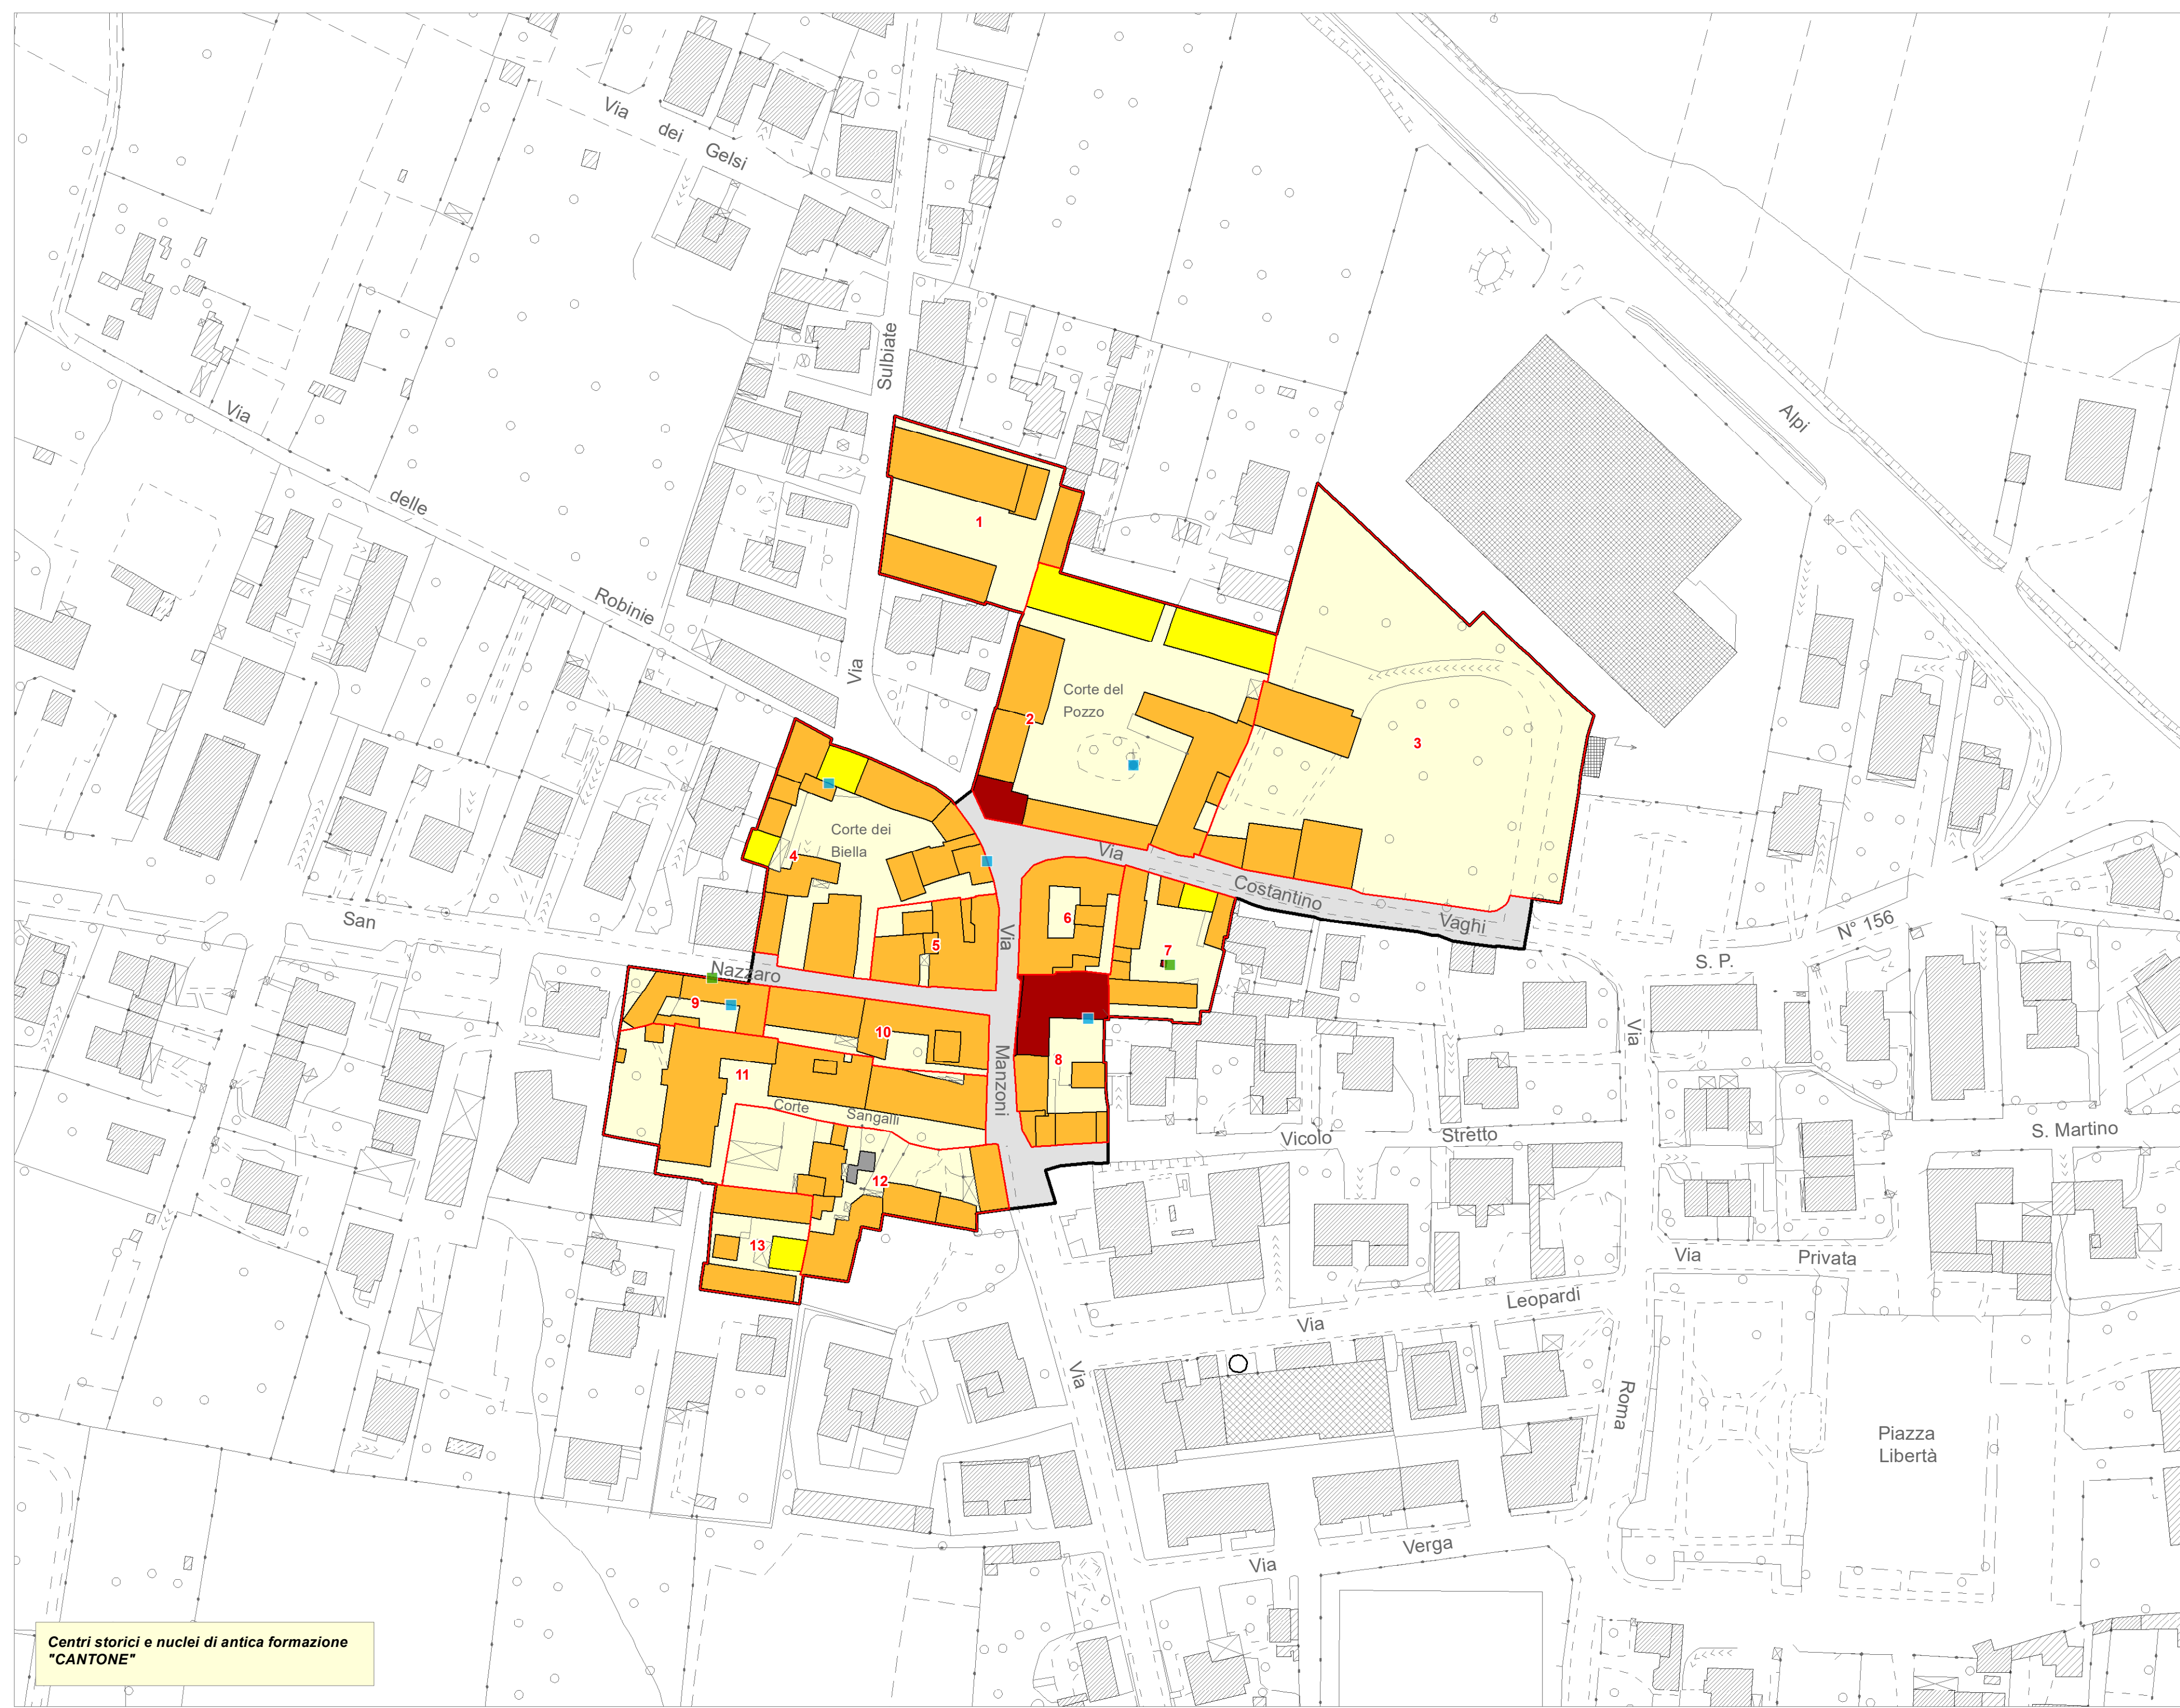 Via
dei
Gelsi
Sulbiate
Via
Alpi
delle
1
Robinie
Via
Corte del
Pozzo
2
3
Corte dei
Biella
4
Via
Costantino
Vaghi
San
6
N° 156
5
Via
7
S. P.
Nazzaro
9
10
Via
8
Manzoni
11
Corte
Sangalli
Vicolo
Stretto
S. Martino
12
13
Via
Privata
Leopardi
Via
Via
Roma
Piazza
Libertà
Verga
Via
Centri storici e nuclei di antica formazione
"CANTONE"